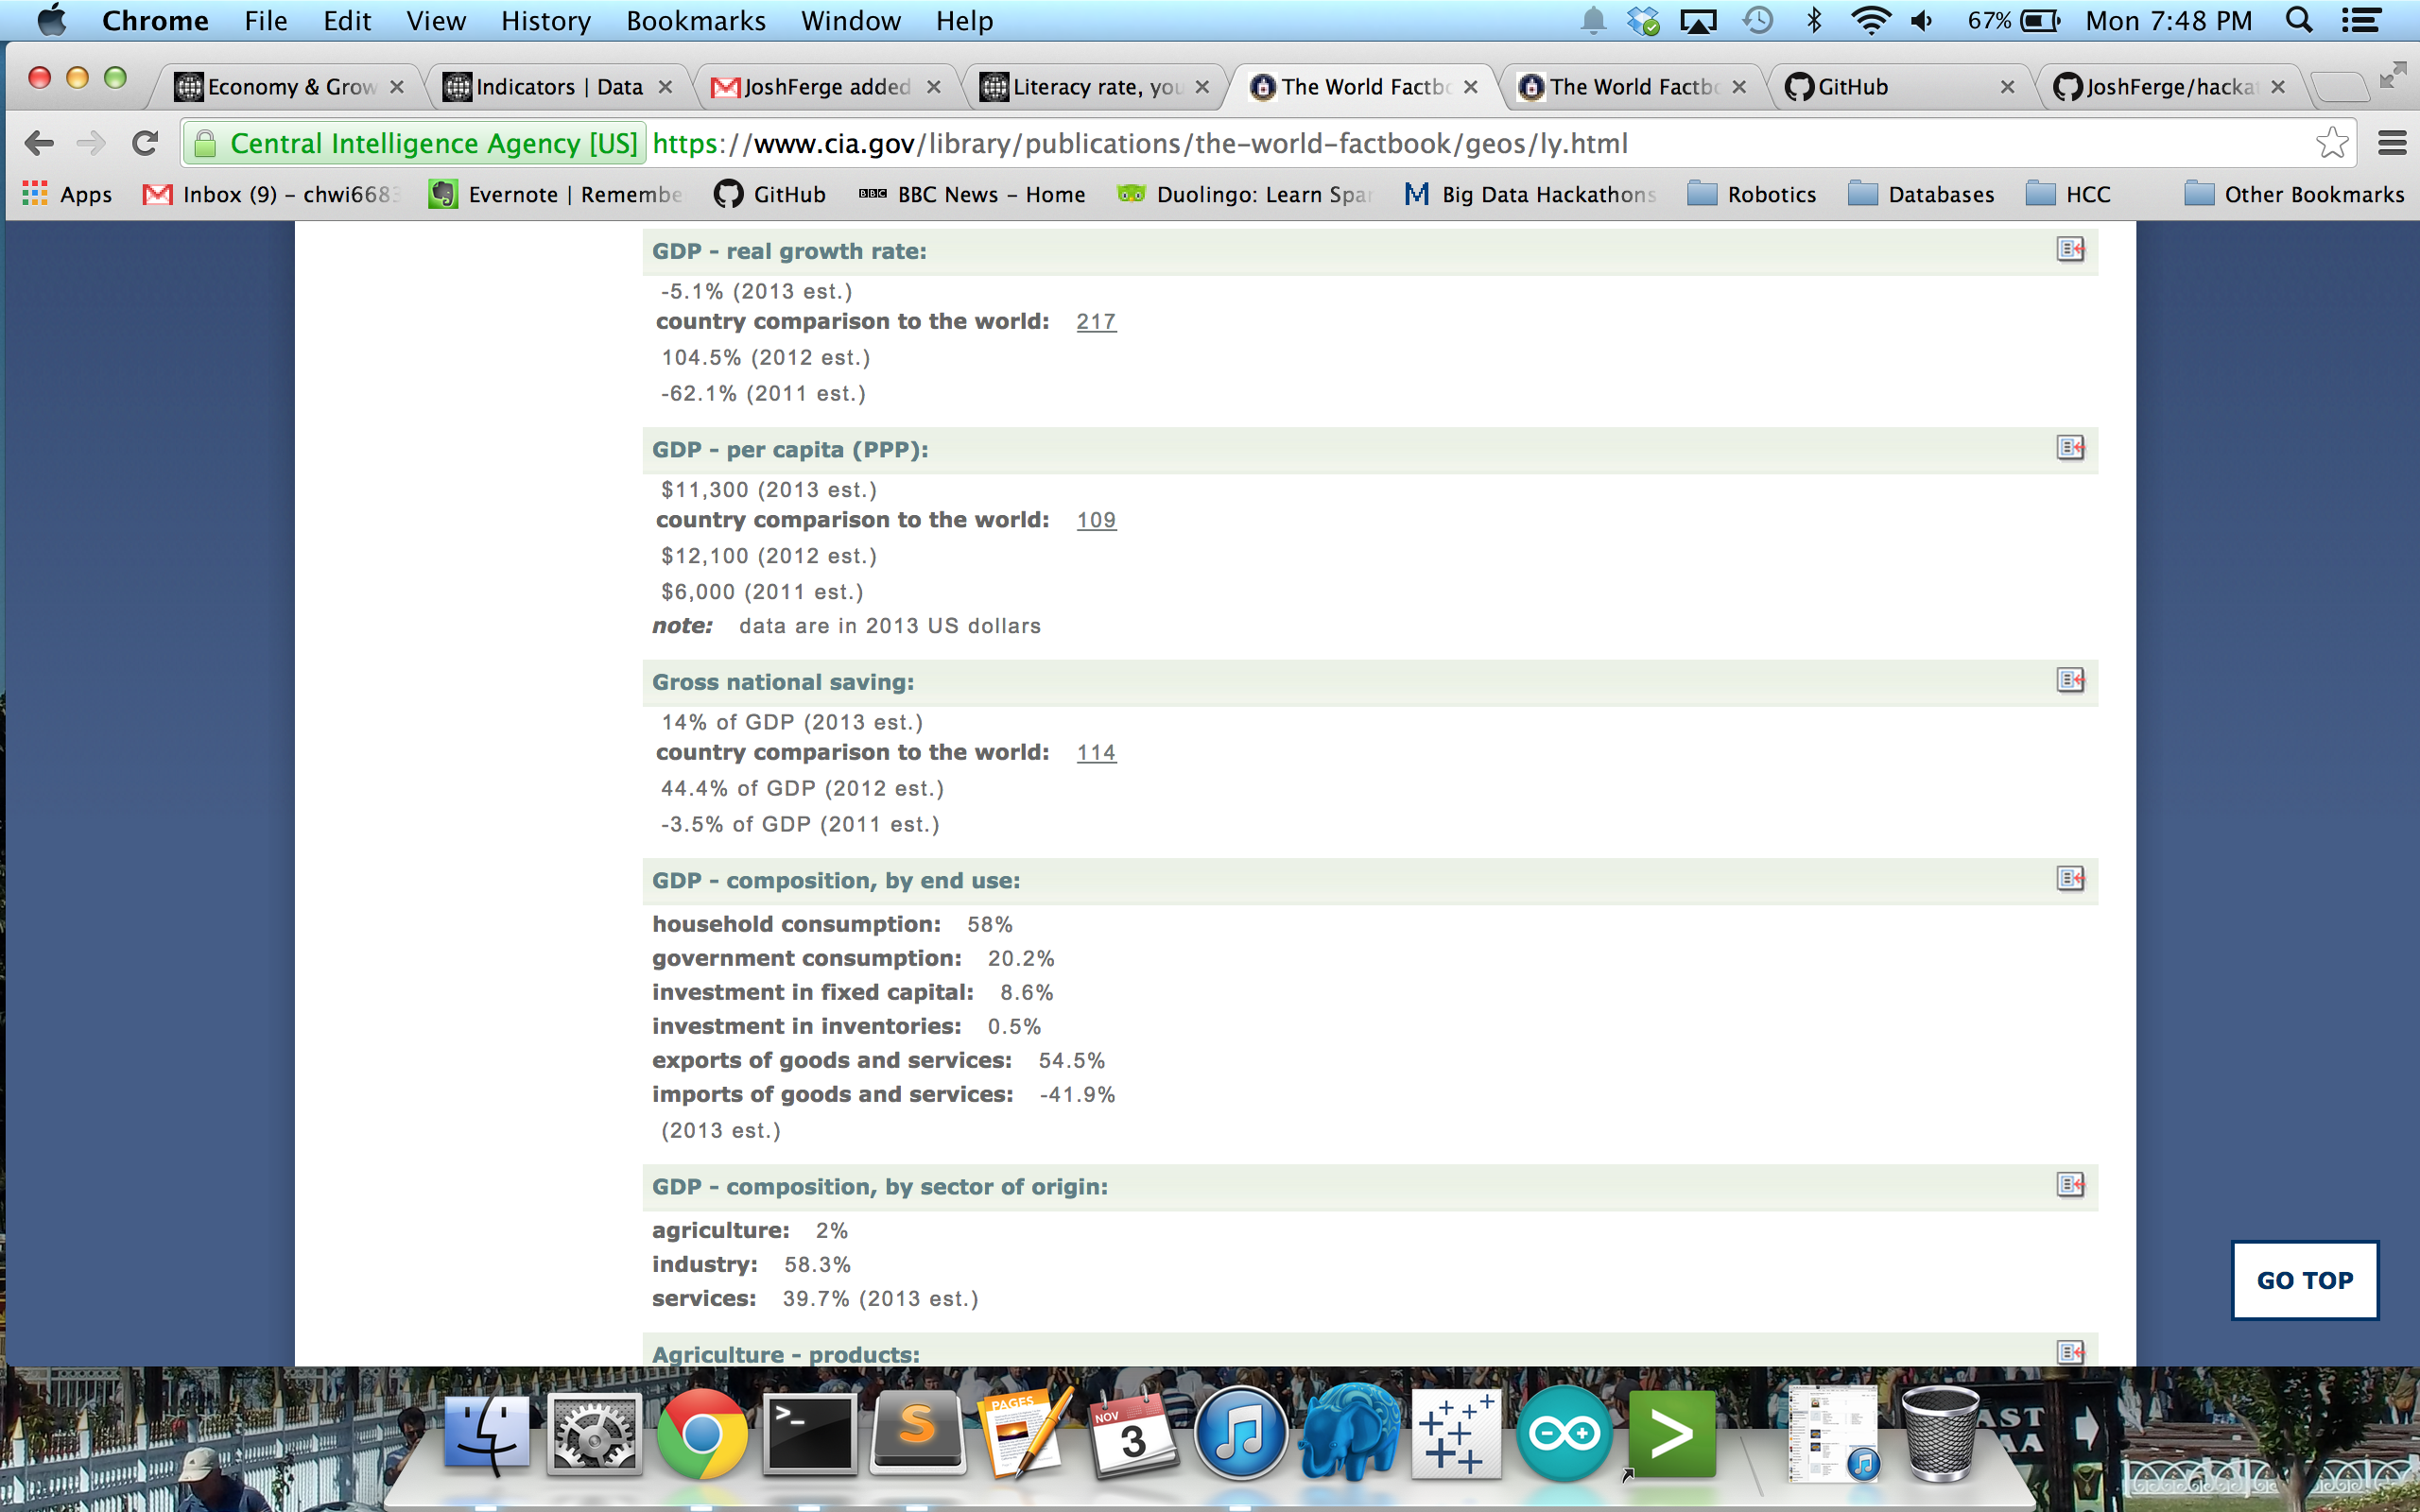 Chrome File Edit View History Bookmarks Window Help 67% Mon 7:48 PM
Economy & Grow Indicators | Data JoshFerge added Literacy rate, you The World Factbo The World Factbo GitHub JoshFerge/hacka
Central Intelligence Agency [US] https://www.cia.gov/library/publications/the-world-factbook/geos/ly.html
Apps Inbox (9) – chwi6683 Evernote | Remembe GitHub BBC BBC News – Home Duolingo: Learn Spa Big Data Hackathons Robotics Databases HCC Other Bookmarks
GDP - real growth rate:
-5.1% (2013 est.)
country comparison to the world: 217
104.5% (2012 est.)
-62.1% (2011 est.)
GDP - per capita (PPP):
$11,300 (2013 est.)
country comparison to the world: 109
$12,100 (2012 est.)
$6,000 (2011 est.)
note: data are in 2013 US dollars
Gross national saving:
14% of GDP (2013 est.)
country comparison to the world: 114
44.4% of GDP (2012 est.)
-3.5% of GDP (2011 est.)
GDP - composition, by end use:
household consumption: 58%
government consumption: 20.2%
investment in fixed capital: 8.6%
investment in inventories: 0.5%
exports of goods and services: 54.5%
imports of goods and services: -41.9%
(2013 est.)
GDP - composition, by sector of origin:
agriculture: 2%
industry: 58.3%
services: 39.7% (2013 est.)
GO TOP
Agriculture - products:
PAGES
NOV
3